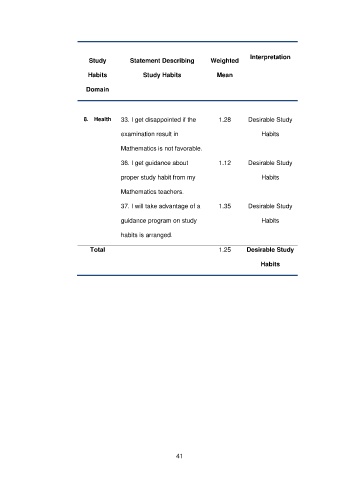 Study Habits Domain
Statement Describing Study Habits
Weighted Mean
Interpretation
8. Health
33. I get disappointed if the
examination result in
Mathematics is not favorable.
1.28
Desirable Study
Habits
36. I get guidance about
proper study habit from my
Mathematics teachers.
1.12
Desirable Study
Habits
37. I will take advantage of a
guidance program on study
habits is arranged.
1.35
Desirable Study
Habits
Total
1.25
Desirable Study
Habits
41